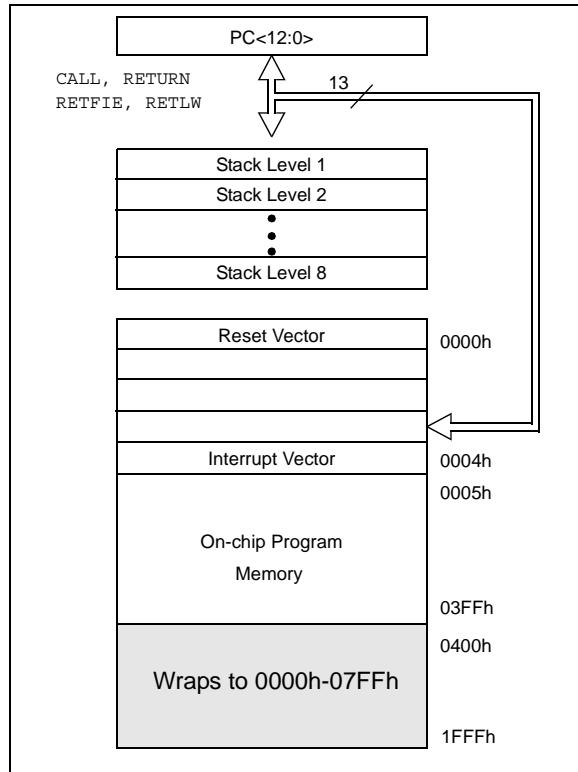 PC<12:0>
CALL, RETURN
RETFIE, RETLW
13
Stack Level 1
Stack Level 2
Stack Level 8
Reset Vector
0000h
Interrupt Vector
0004h
0005h
On-chip Program
Memory
03FFh
0400h
Wraps to 0000h-07FFh
1FFFh